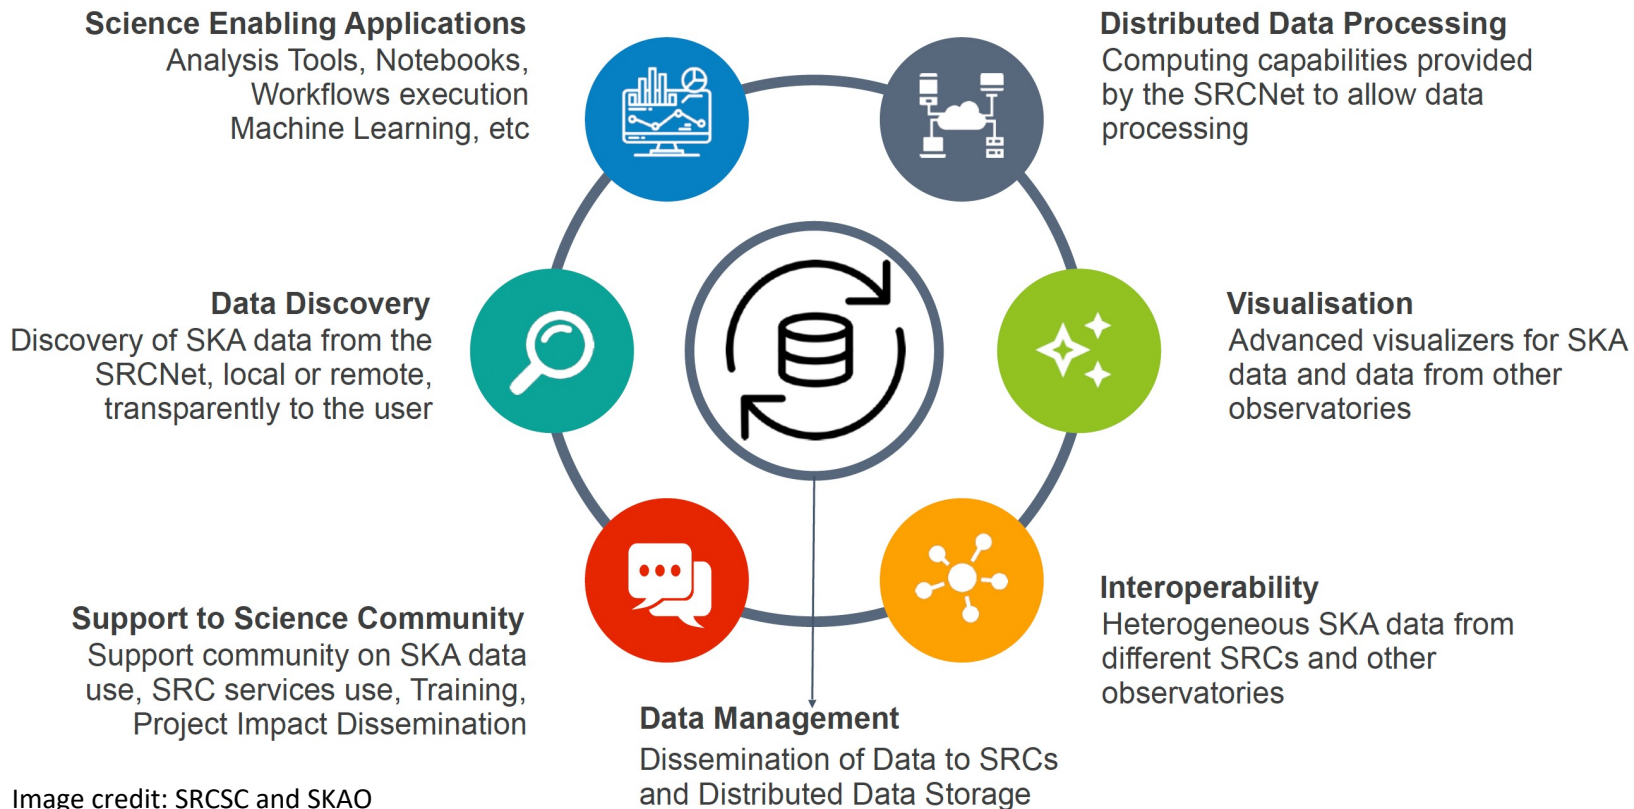 Science Enabling Applications
Analysis Tools, Notebooks,
Workflows execution
Machine Learning, etc
Distributed Data Processing
Computing capabilities provided
by the SRCNet to allow data
processing
Data Discovery
Discovery of SKA data from the
SRCNet, local or remote,
transparently to the user
Visualisation
Advanced visualizers for SKA
data and data from other
observatories
Support to Science Community
Support community on SKA data
use, SRC services use, Training,
Project Impact Dissemination
Interoperability
Heterogeneous SKA data from
different SRCs and other
observatories
Data Management
Dissemination of Data to SRCs
and Distributed Data Storage
Image credit: SRCSC and SKAO